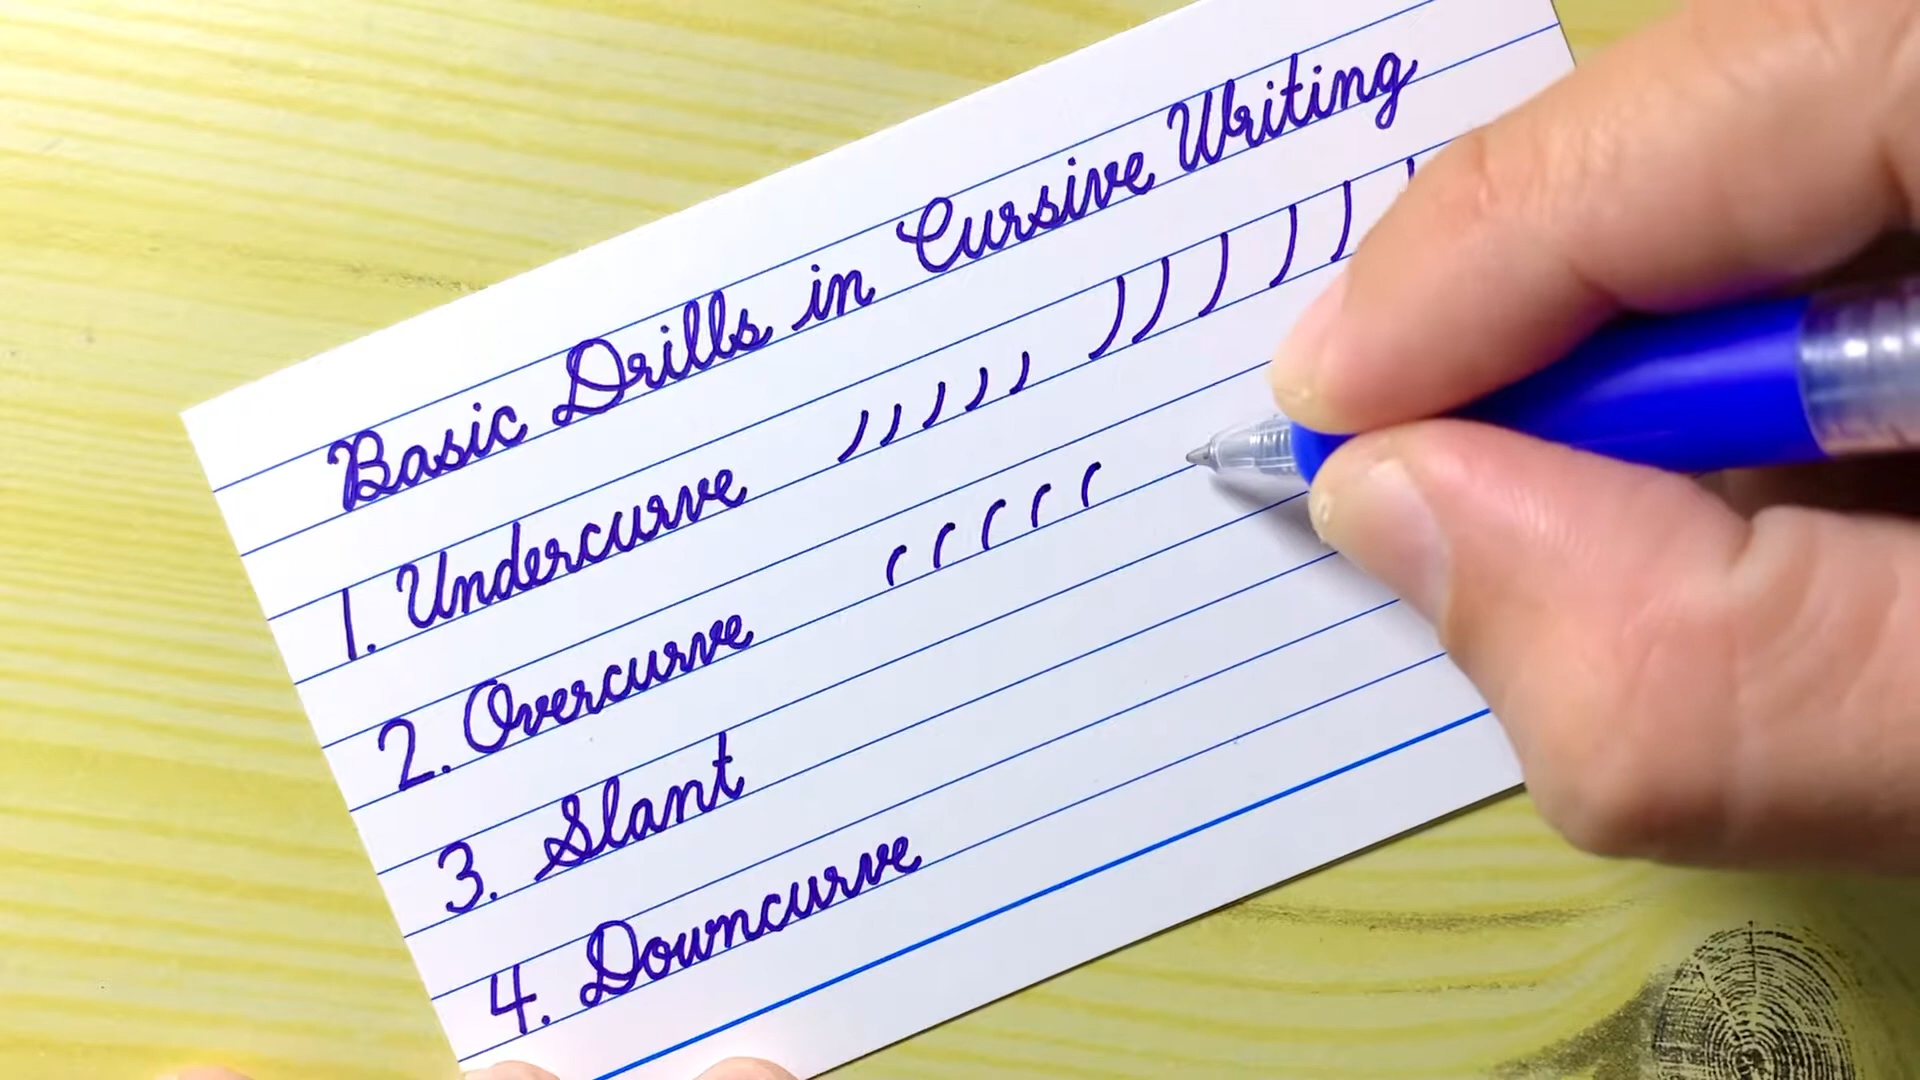 Basic Drills in Cursive Writing
1. Undercurve
2. Overcurve
3. Slant
4. Downcurve